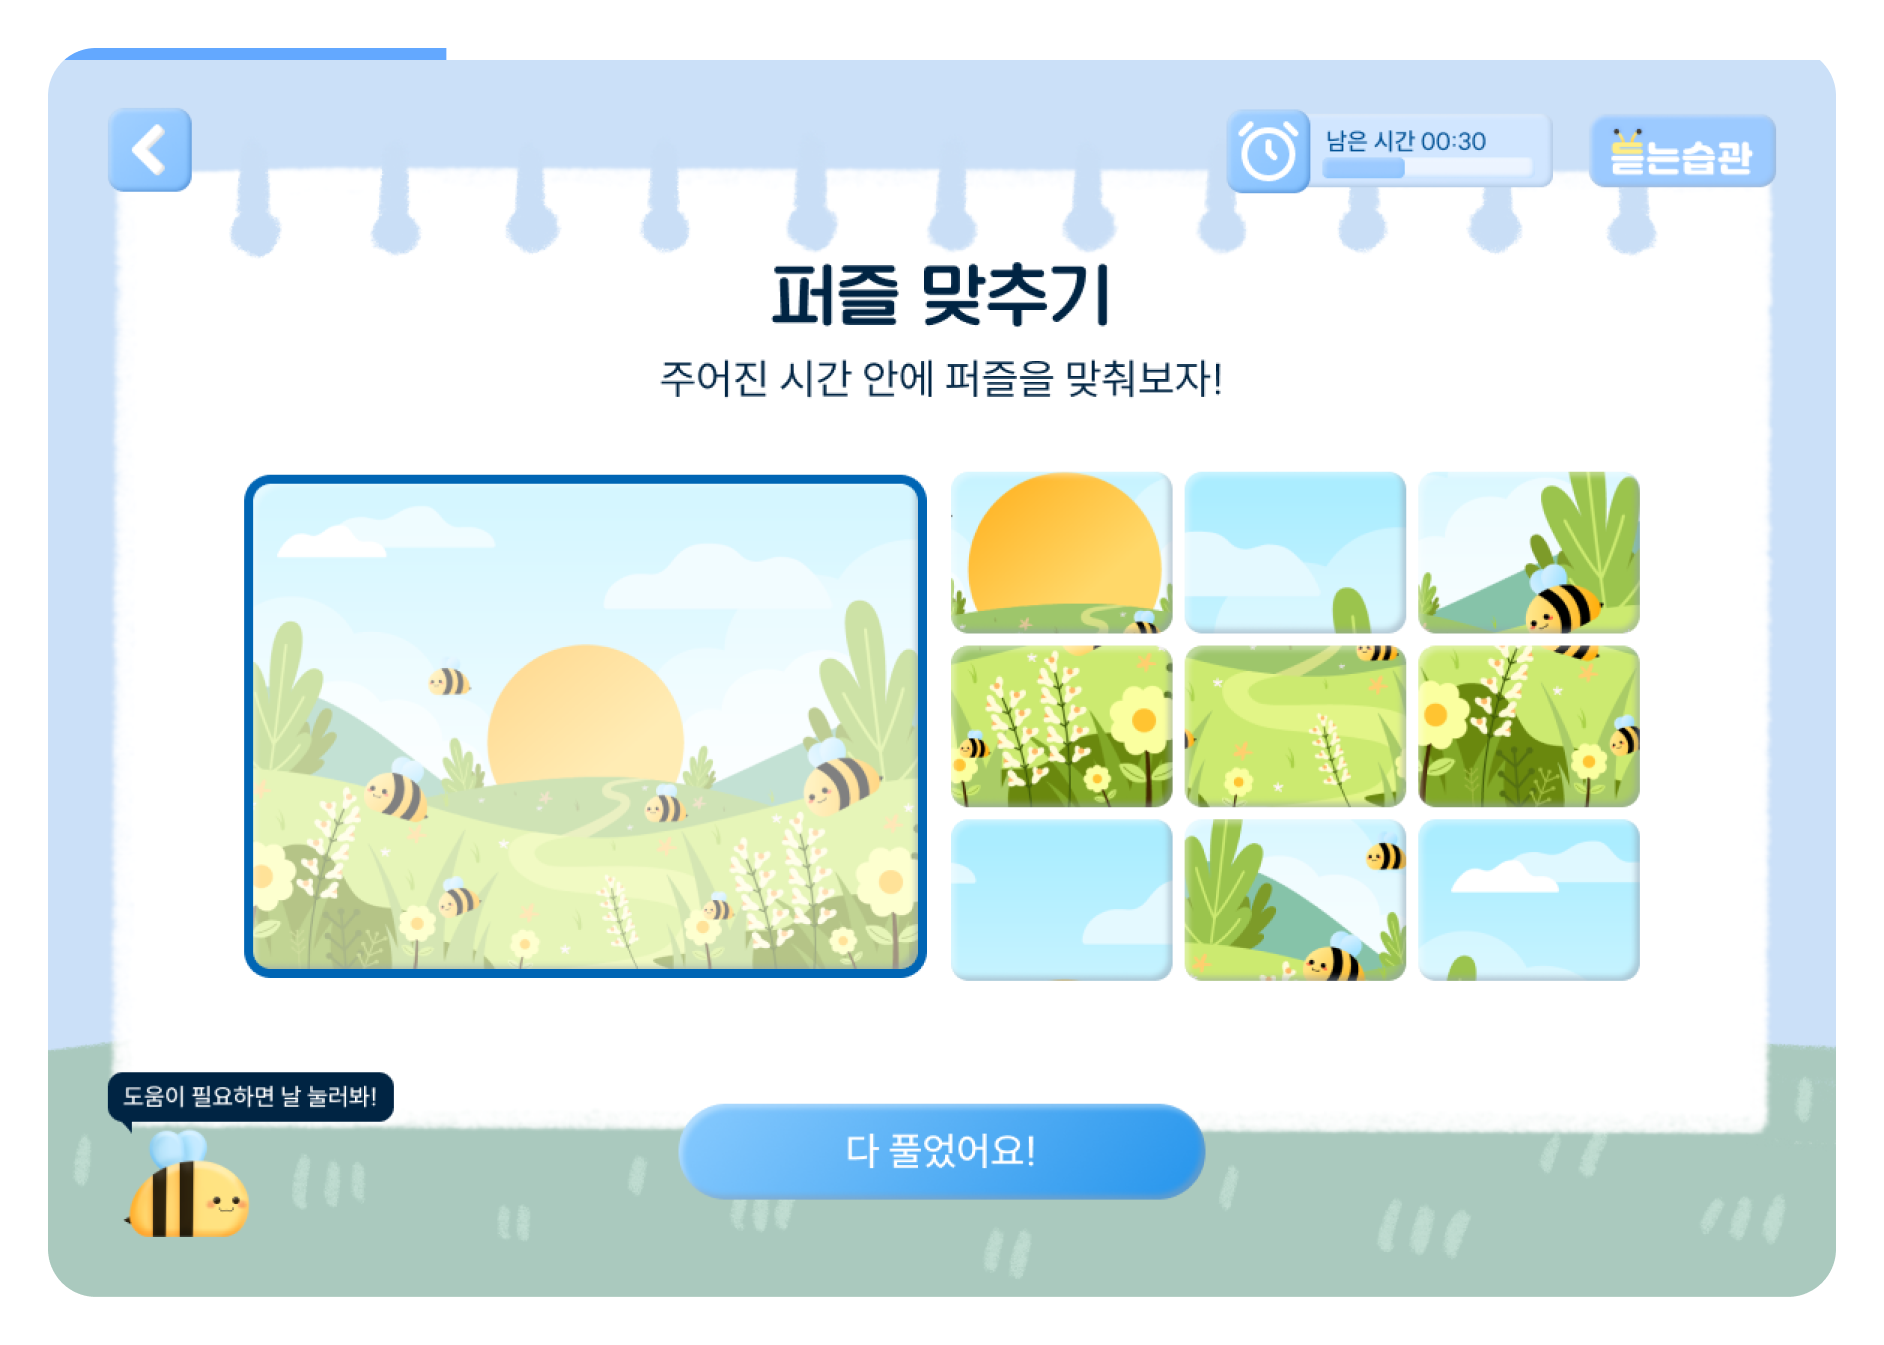 남은 시간 00:30
듣는습관
퍼즐 맞추기
주어진 시간 안에 퍼즐을 맞춰보자!
도움이 필요하면 날 눌러봐!
다 풀었어요!